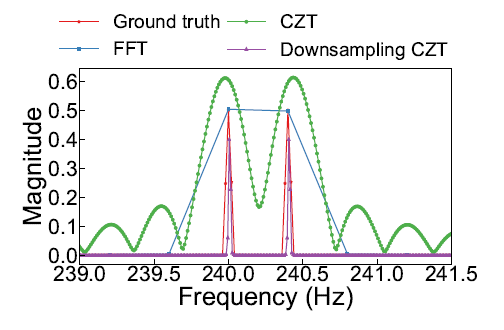 Ground truth
CZT
FFT
Downsampling CZT
Magnitude
0.6
0.5
0.4
0.3
0.2
0.1
0.0
239.0 239.5 240.0 240.5 241.0 241.5
Frequency (Hz)